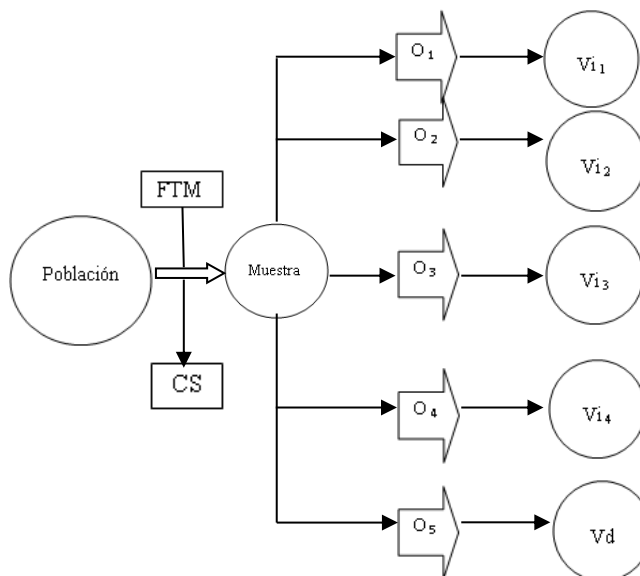 O₁
Vi₁
O₂
Vi₂
FTM
Población
Muestra
O₃
Vi₃
CS
O₄
Vi₄
O₅
Vd